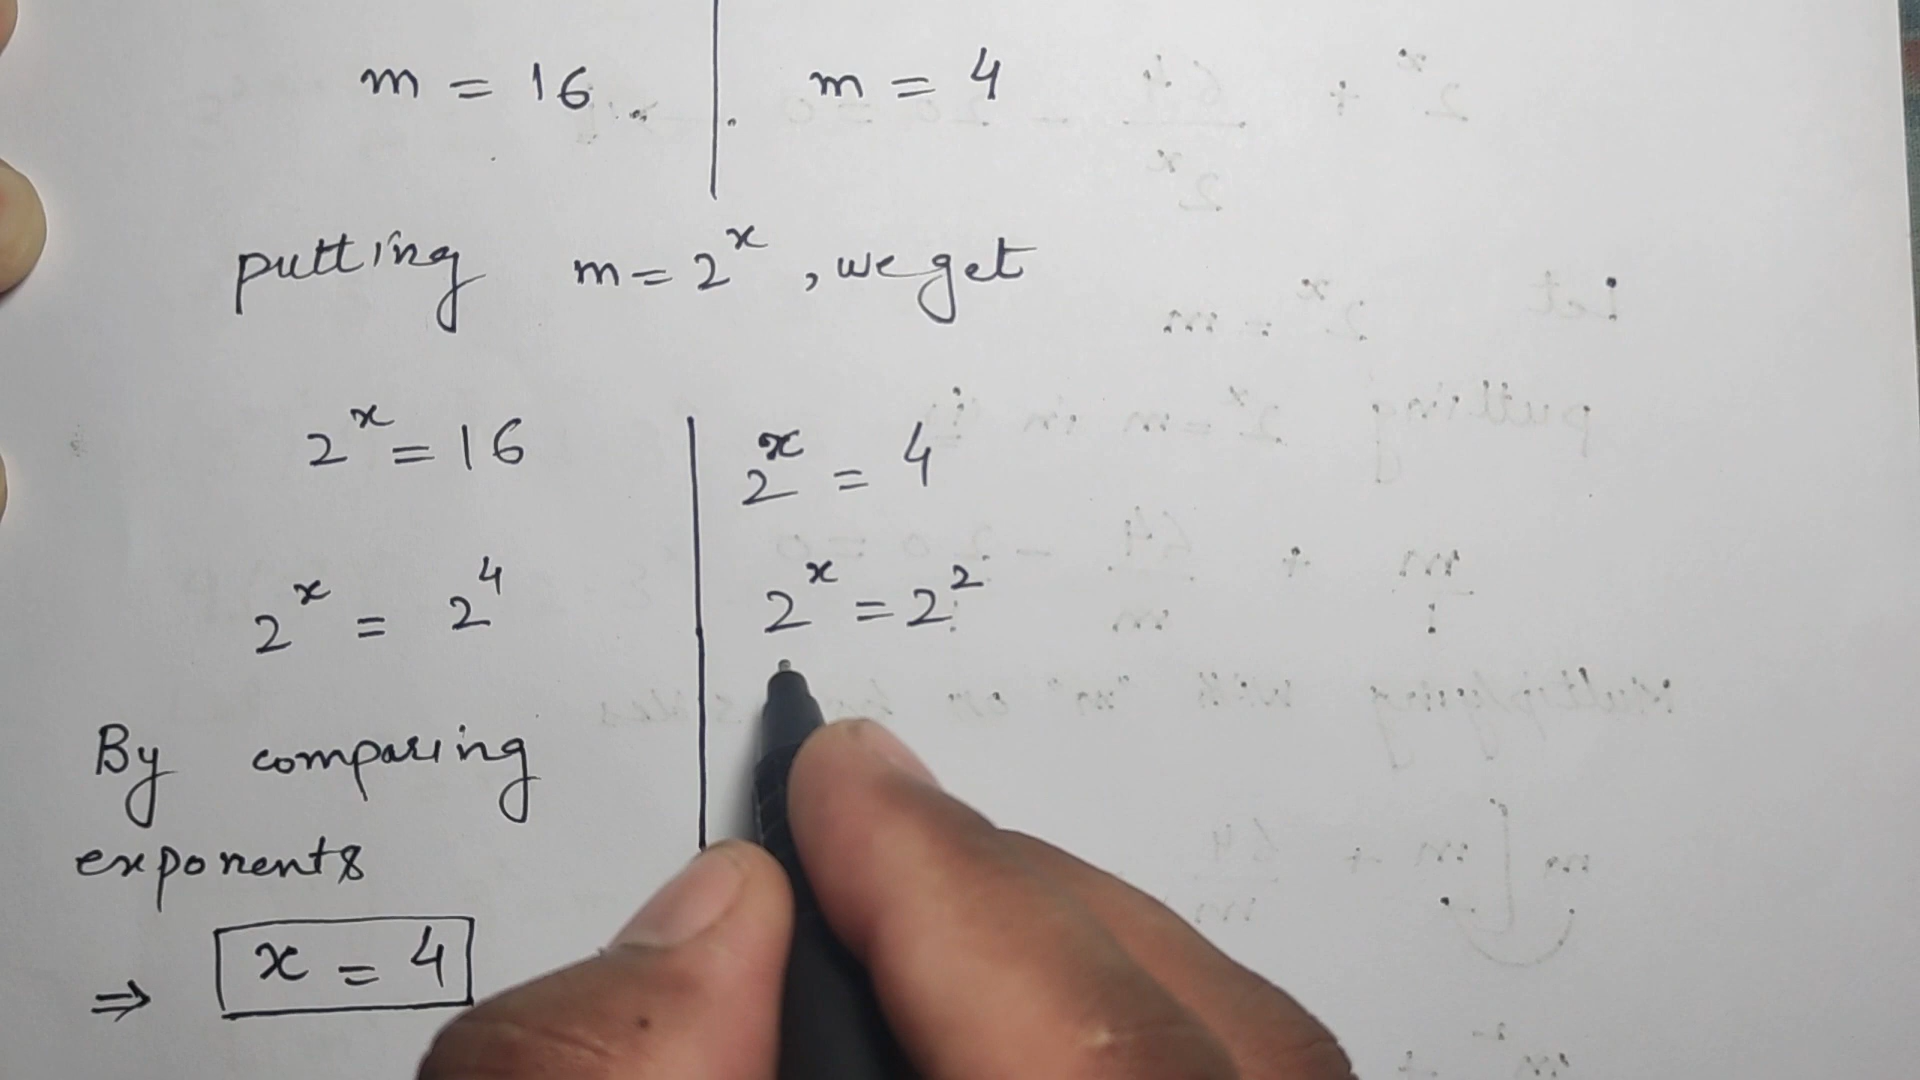 m = 16
m = 4
putting m = 2^x , we get
2^x = 16
2^x = 4
2^x = 2^4
2^x = 2^2
By comparing
exponents
⇒ x = 4